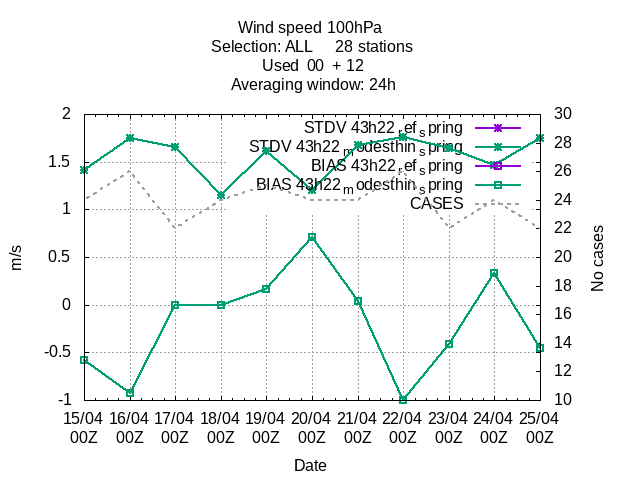 Wind speed 100hPa
Selection: ALL 28 stations
Used 00 + 12
Averaging window: 24h
2
1.5
1
0.5
0
-0.5
-1
m/s
30
28
26
24
22
20
18
16
14
12
10
No cases
STDV 43h22_ref_spring
STDV 43h22_modesthin_spring
BIAS 43h22_ref_spring
BIAS 43h22_modesthin_spring
CASES
15/04 16/04 17/04 18/04 19/04 20/04 21/04 22/04 23/04 24/04 25/04
00Z 00Z 00Z 00Z 00Z 00Z 00Z 00Z 00Z 00Z 00Z
Date